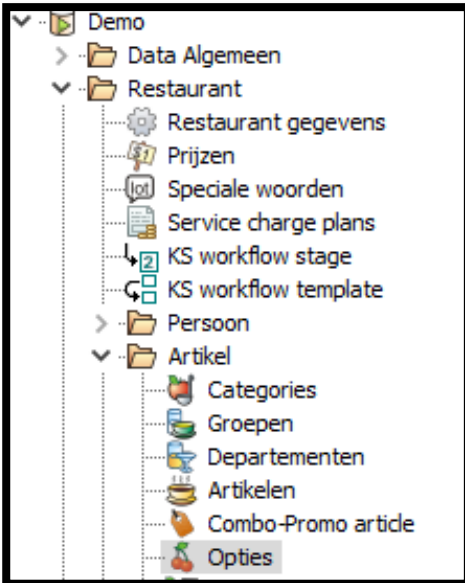 Demo
Data Algemeen
Restaurant
Restaurant gegevens
Prijzen
Speciale woorden
Service charge plans
KS workflow stage
KS workflow template
Persoon
Artikel
Categories
Groepen
Departementen
Artikelen
Combo-Promo article
Opties